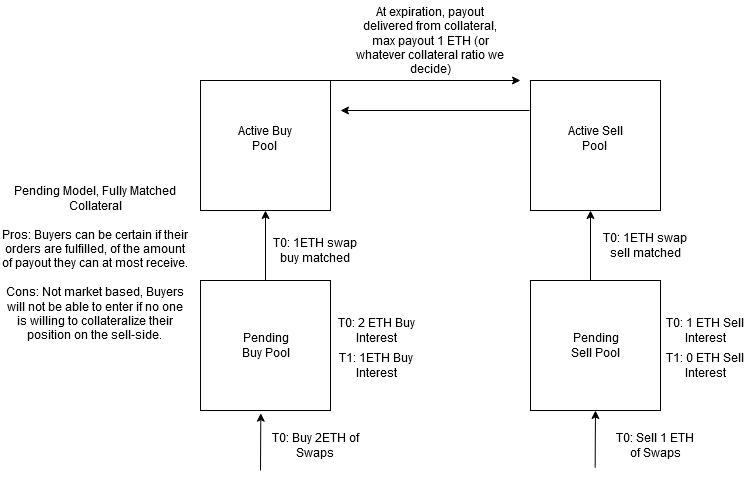 At expiration, payout
delivered from collateral,
max payout 1 ETH (or
whatever collateral ratio we
decide)
Active Buy
Pool
Active Sell
Pool
Pending Model, Fully Matched
Collateral
Pros: Buyers can be certain if their
orders are fulfilled, of the amount
of payout they can at most receive.
Cons: Not market based, Buyers
will not be able to enter if no one
is willing to collateralize their
position on the sell-side.
T0: 1ETH swap
buy matched
T0: 1ETH swap
sell matched
Pending
Buy Pool
T0: 2 ETH Buy
Interest
T1: 1ETH Buy
Interest
Pending
Sell Pool
T0: 1 ETH Sell
Interest
T1: 0 ETH Sell
Interest
T0: Buy 2ETH of
Swaps
T0: Sell 1 ETH
of Swaps